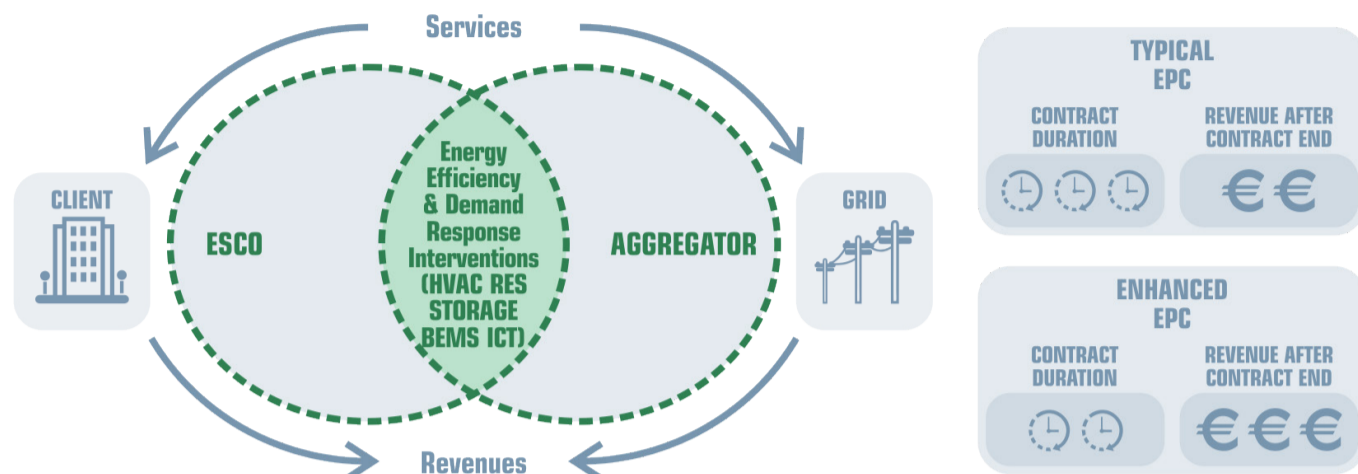 Services
CLIENT
ESCO
Energy
Efficiency
& Demand
Response
Interventions
(HVAC RES
STORAGE
BEMS ICT)
AGGREGATOR
GRID
Revenues
TYPICAL
EPC
CONTRACT
DURATION
REVENUE AFTER
CONTRACT END
€€
ENHANCED
EPC
CONTRACT
DURATION
REVENUE AFTER
CONTRACT END
€€€